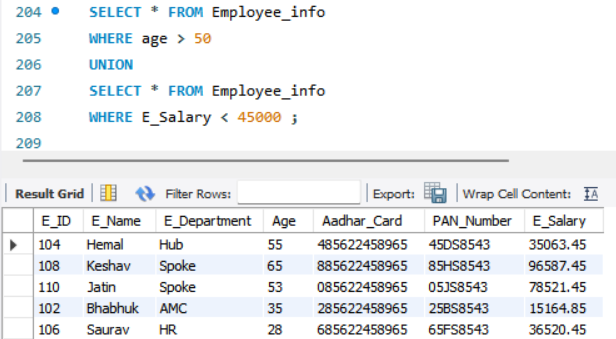 204 SELECT * FROM Employee_info
205 WHERE age > 50
206 UNION
207 SELECT * FROM Employee_info
208 WHERE E_Salary < 45000 ;
209
Result Grid Filter Rows: Export: Wrap Cell Content: IA
E_ID E_Name E_Department Age Aadhar_Card PAN_Number E_Salary
104 Hemal Hub 55 485622458965 45DS8543 35063.45
108 Keshav Spoke 65 885622458965 85HS8543 96587.45
110 Jatin Spoke 53 085622458965 05JS8543 78521.45
102 Bhabhuk AMC 35 285622458965 25BS8543 15164.85
106 Saurav HR 28 685622458965 65FS8543 36520.45